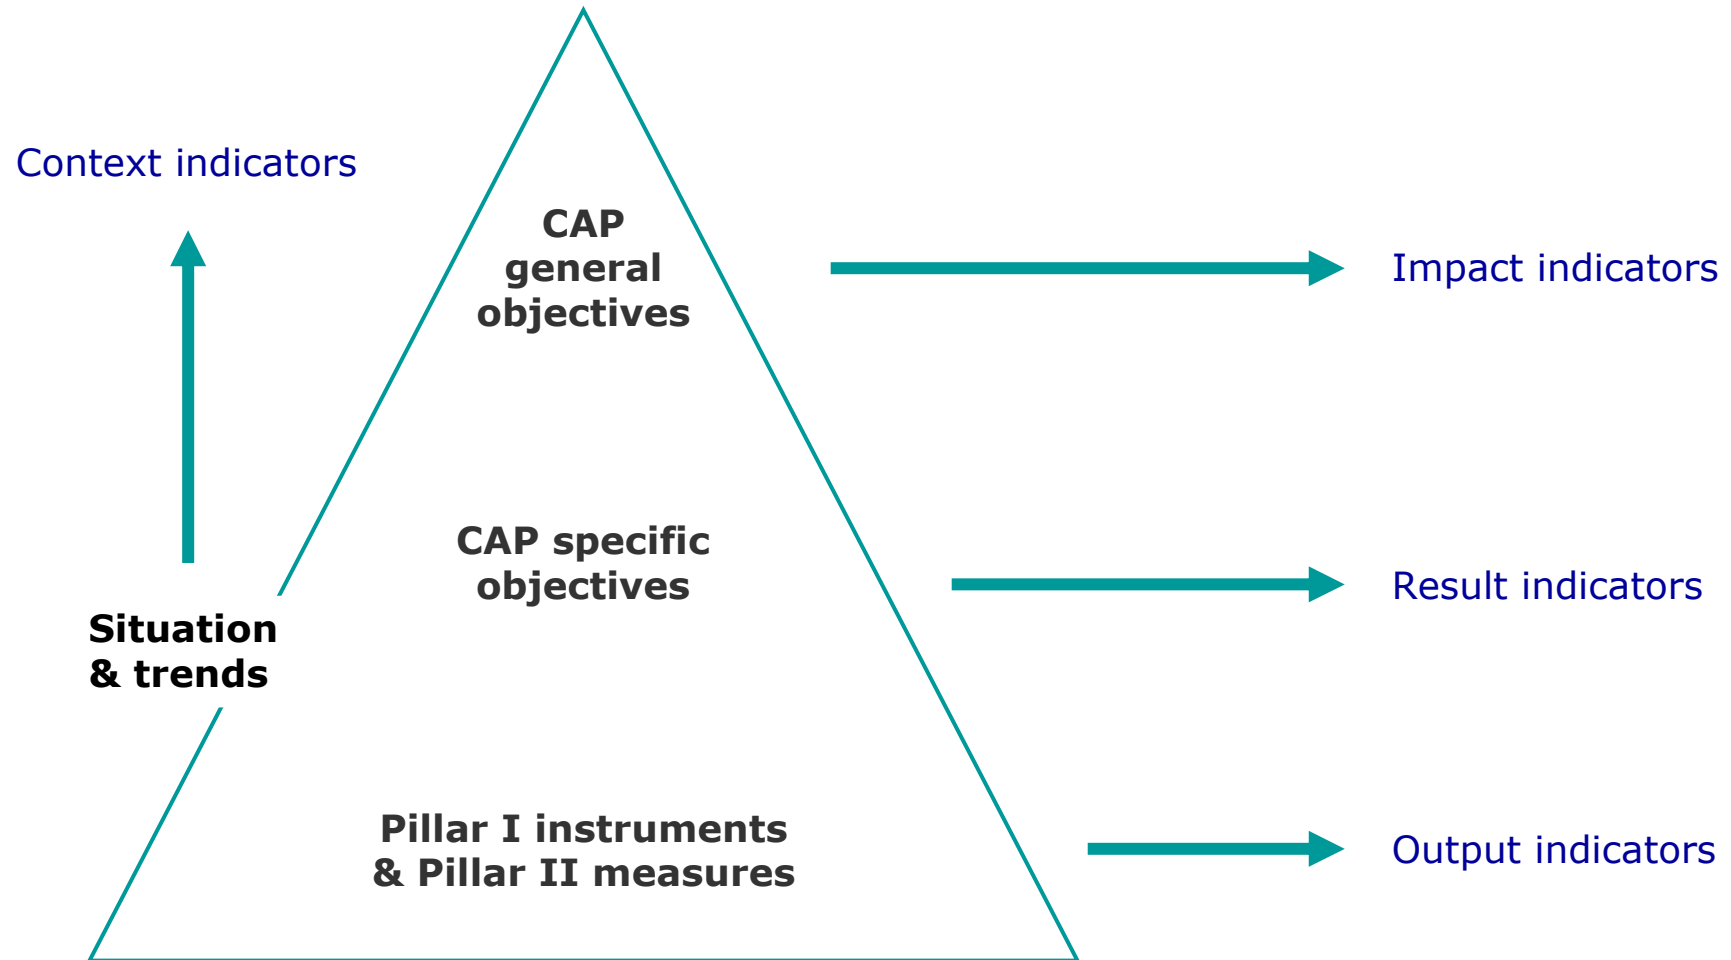 Context indicators
CAP
general
objectives
Impact indicators
CAP specific
objectives
Result indicators
Situation
& trends
Pillar I instruments
& Pillar II measures
Output indicators